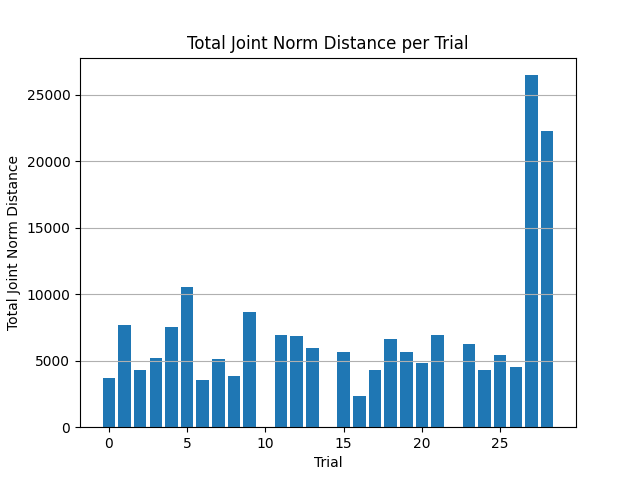 Total Joint Norm Distance per Trial
Total Joint Norm Distance
25000
20000
15000
10000
5000
0
0 5 10 15 20 25
Trial